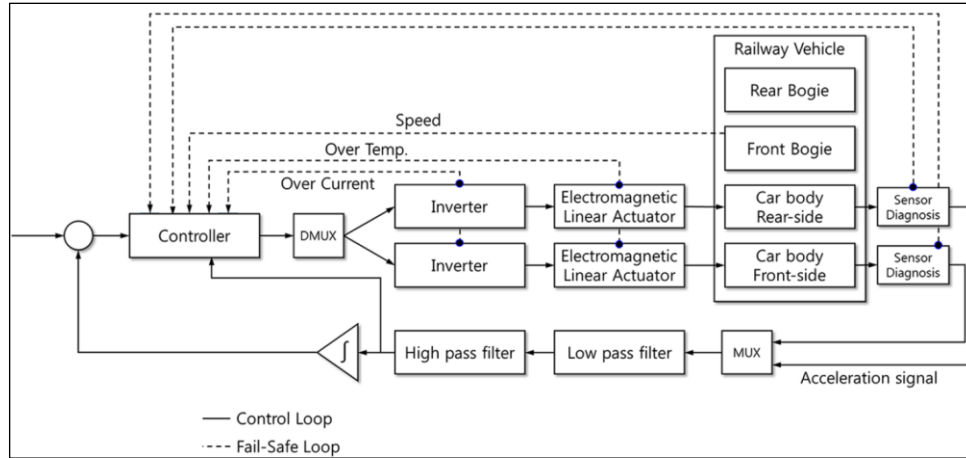 Railway Vehicle
Rear Bogie
Speed
Front Bogie
Over Temp.
Over Current
Inverter
Electromagnetic
Linear Actuator
Car body
Rear-side
Sensor
Diagnosis
Controller
DMUX
Inverter
Electromagnetic
Linear Actuator
Car body
Front-side
Sensor
Diagnosis
∫
High pass filter
Low pass filter
MUX
Acceleration signal
Control Loop
Fail-Safe Loop